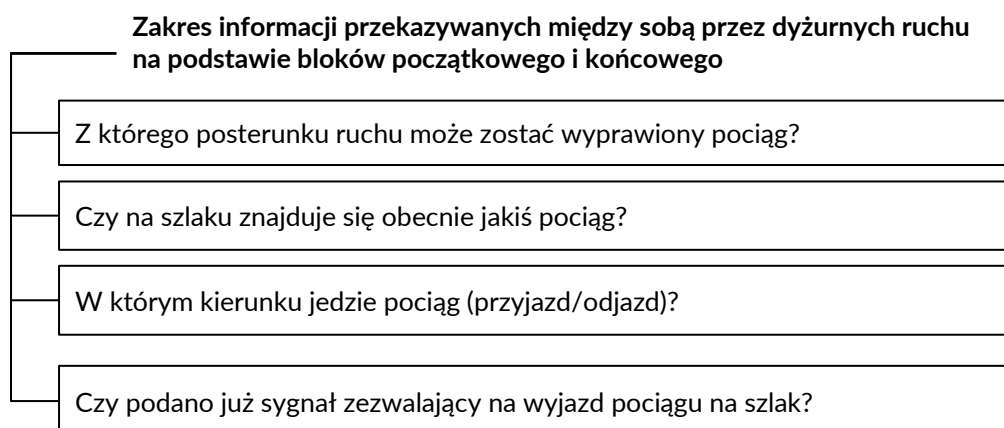 Zakres informacji przekazywanych między sobą przez dyżurnych ruchu
na podstawie bloków początkowego i końcowego
Z którego posterunku ruchu może zostać wyprawiony pociąg?
Czy na szlaku znajduje się obecnie jakiś pociąg?
W którym kierunku jedzie pociąg (przyjazd/odjazd)?
Czy podano już sygnał zezwalający na wyjazd pociągu na szlak?